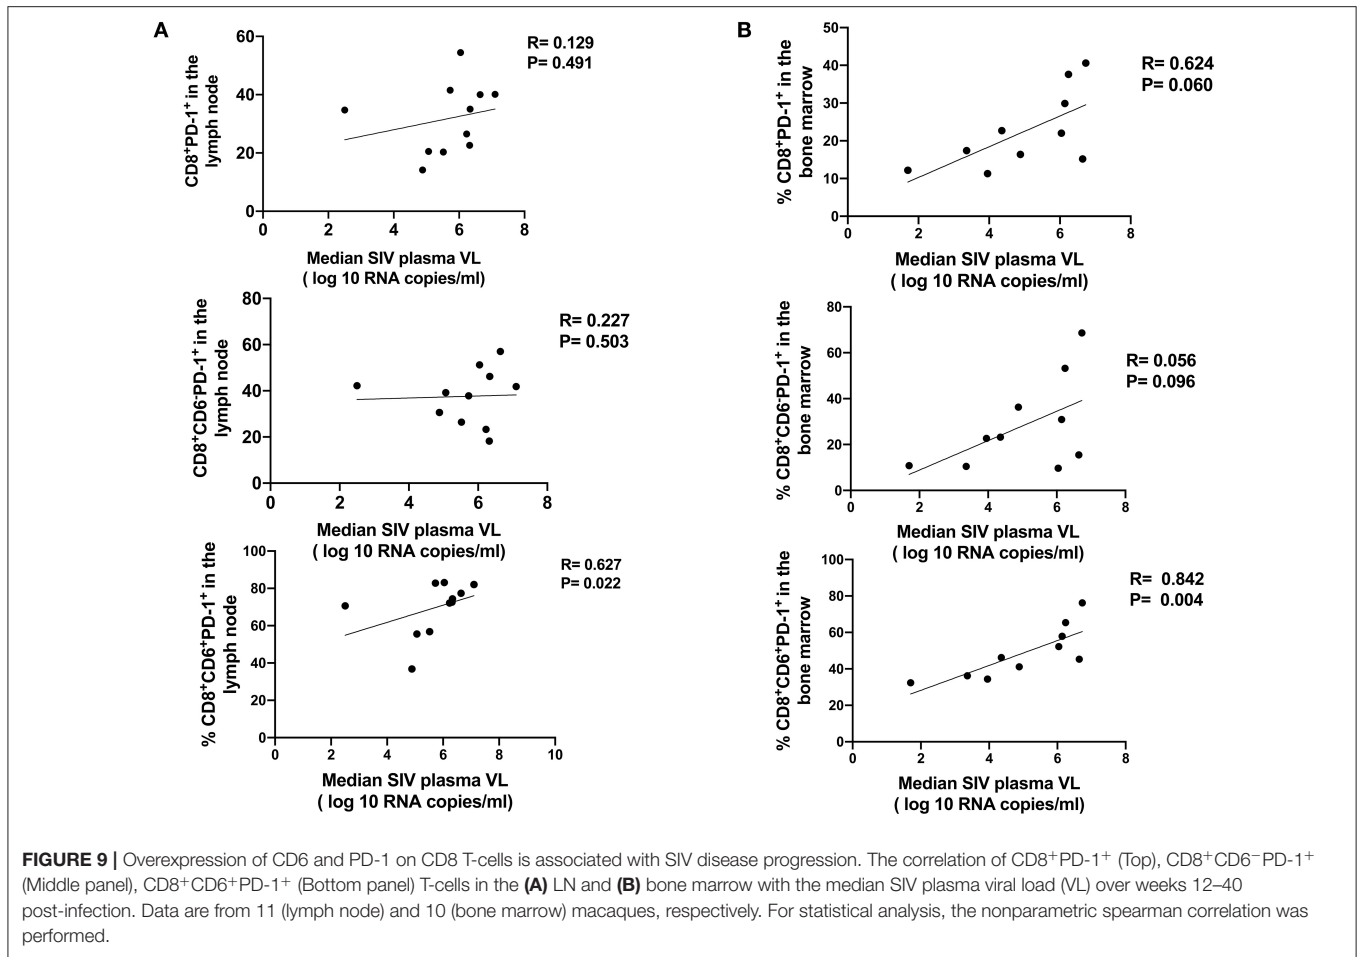 A
CD8+PD-1+ in the
lymph node
60
40
20
0
0 2 4 6 8
R= 0.129
P= 0.491
Median SIV plasma VL
( log 10 RNA copies/ml)
CD8+CD6-PD-1+ in the
lymph node
80
60
40
20
0
0 2 4 6 8
R= 0.227
P= 0.503
Median SIV plasma VL
( log 10 RNA copies/ml)
% CD8+CD6+PD-1+ in the
lymph node
100
80
60
40
20
0
0 2 4 6 8 10
R= 0.627
P= 0.022
Median SIV plasma VL
( log 10 RNA copies/ml)
B
% CD8+PD-1+ in the
bone marrow
50
40
30
20
10
0
0 2 4 6 8
R= 0.624
P= 0.060
Median SIV plasma VL
( log 10 RNA copies/ml)
% CD8+CD6-PD-1+ in the
bone marrow
80
60
40
20
0
0 2 4 6 8
R= 0.056
P= 0.096
Median SIV plasma VL
( log 10 RNA copies/ml)
% CD8+CD6+PD-1+ in the
bone marrow
100
80
60
40
20
0
0 2 4 6 8
R= 0.842
P= 0.004
Median SIV plasma VL
( log 10 RNA copies/ml)
FIGURE 9 | Overexpression of CD6 and PD-1 on CD8 T-cells is associated with SIV disease progression. The correlation of CD8+PD-1+ (Top), CD8+CD6−PD-1+
(Middle panel), CD8+CD6+PD-1+ (Bottom panel) T-cells in the (A) LN and (B) bone marrow with the median SIV plasma viral load (VL) over weeks 12–40
post-infection. Data are from 11 (lymph node) and 10 (bone marrow) macaques, respectively. For statistical analysis, the nonparametric spearman correlation was
performed.